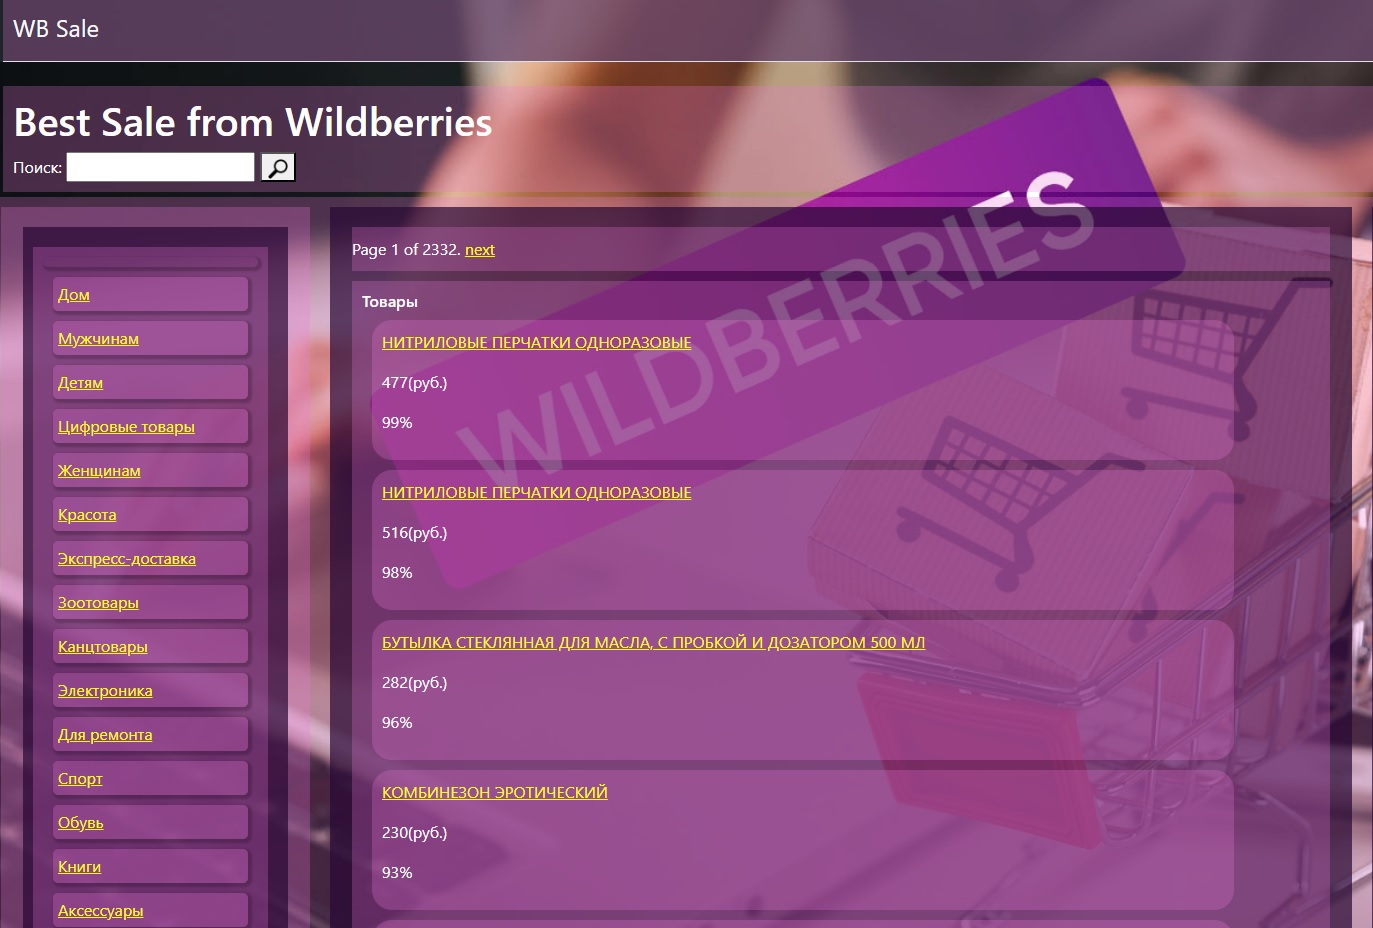 WB Sale
Best Sale from Wildberries
Поиск:
Дом
Мужчинам
Детям
Цифровые товары
Женщинам
Красота
Экспресс-доставка
Зоотовары
Канцтовары
Электроника
Для ремонта
Спорт
Обувь
Книги
Аксессуары
Page 1 of 2332. next
Товары
НИТРИЛОВЫЕ ПЕРЧАТКИ ОДНОРАЗОВЫЕ
477(руб.)
99%
НИТРИЛОВЫЕ ПЕРЧАТКИ ОДНОРАЗОВЫЕ
516(руб.)
98%
БУТЫЛКА СТЕКЛЯННАЯ ДЛЯ МАСЛА, С ПРОБКОЙ И ДОЗАТОРОМ 500 МЛ
282(руб.)
96%
КОМБИНЕЗОН ЭРОТИЧЕСКИЙ
230(руб.)
93%
WILDBERRIES